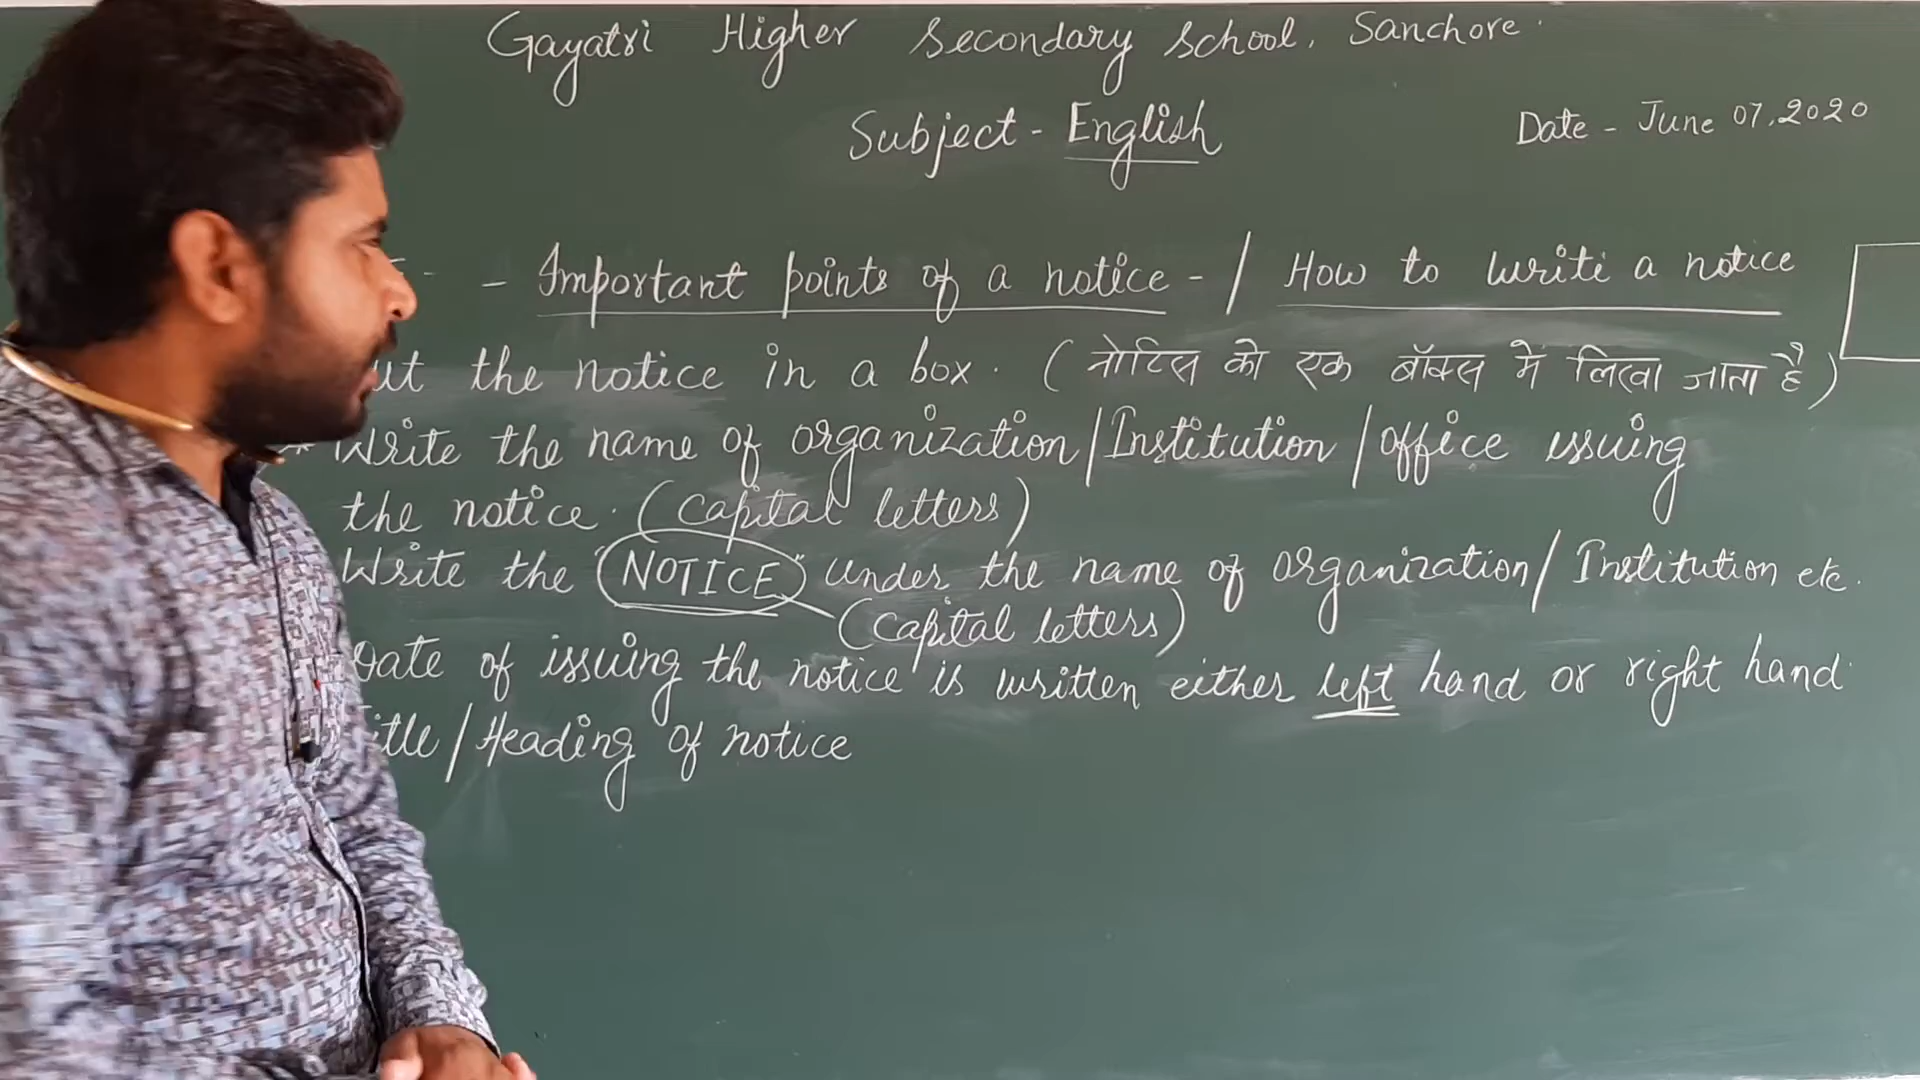 Gayatri Higher Secondary School, Sanchore.
Subject - English
Date - June 07, 2020
- Important points of a notice - / How to write a notice
the notice in a box. (नोटिस को एक बॉक्स में लिखा जाता है)
* Write the name of organization/Institution/office issuing
the notice. (Capital letters)
Write the "NOTICE" under the name of organization/Institution etc.
(Capital letters)
Date of issuing the notice is written either left hand or right hand.
/Heading of notice